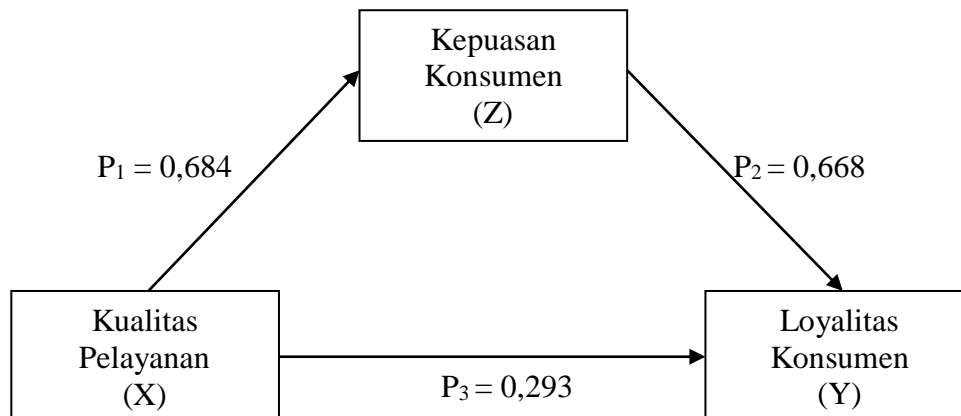 Kepuasan
Konsumen
(Z)
P₁ = 0,684
P₂ = 0,668
Kualitas
Pelayanan
(X)
P₃ = 0,293
Loyalitas
Konsumen
(Y)